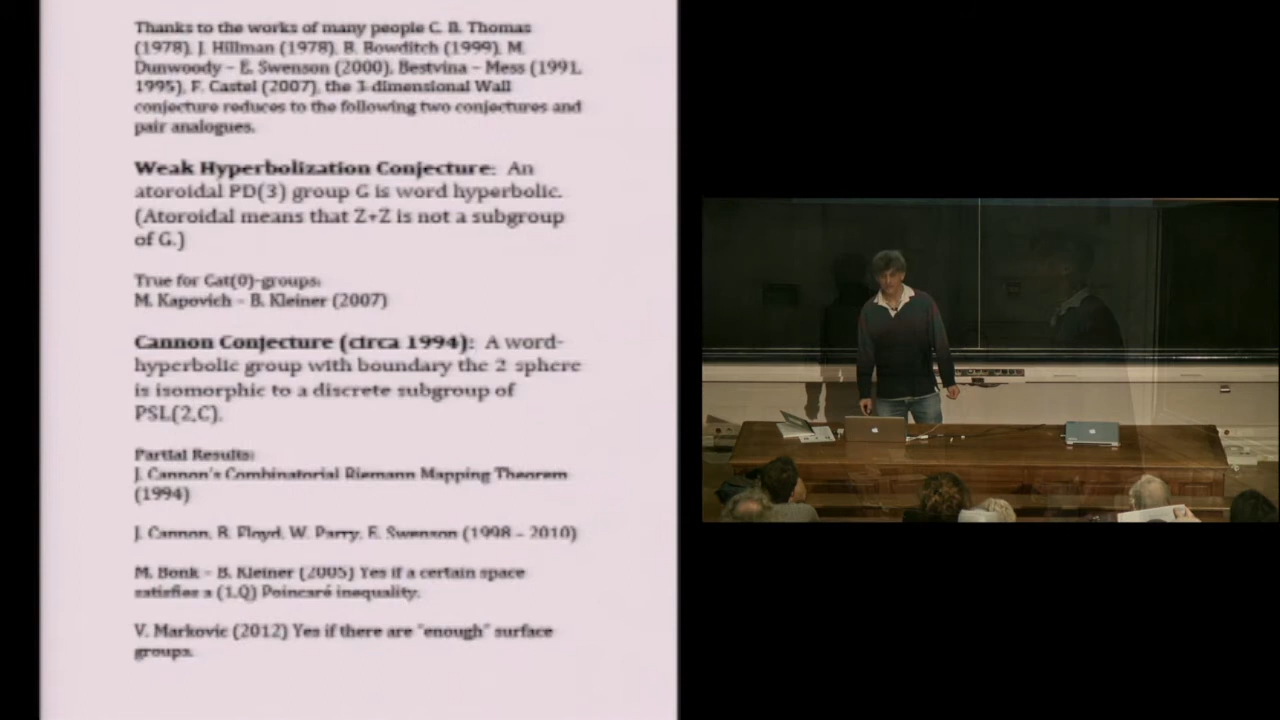 Thanks to the works of many people C. B. Thomas
(1978), J. Hillman (1978), B. Bowditch (1999), M.
Dunwoody – E. Swenson (2000), Bestvina – Mess (1991,
1995), F. Castel (2007), the 3-dimensional Wall
conjecture reduces to the following two conjectures and
pair analogues.
Weak Hyperbolization Conjecture: An
atoroidal PD(3) group G is word hyperbolic.
(Atoroidal means that Z+Z is not a subgroup
of G.)
True for Cat(0)-groups:
M. Kapovich – B. Kleiner (2007)
Cannon Conjecture (circa 1994): A word-
hyperbolic group with boundary the 2 sphere
is isomorphic to a discrete subgroup of
PSL(2,C).
Partial Results:
J. Cannon's Combinatorial Riemann Mapping Theorem
(1994)
J. Cannon, B. Floyd, W. Parry, E. Swenson (1998 – 2010)
M. Bonk – B. Kleiner (2005) Yes if a certain space
satisfies a (1,Q) Poincaré inequality.
V. Markovic (2012) Yes if there are "enough" surface
groups.